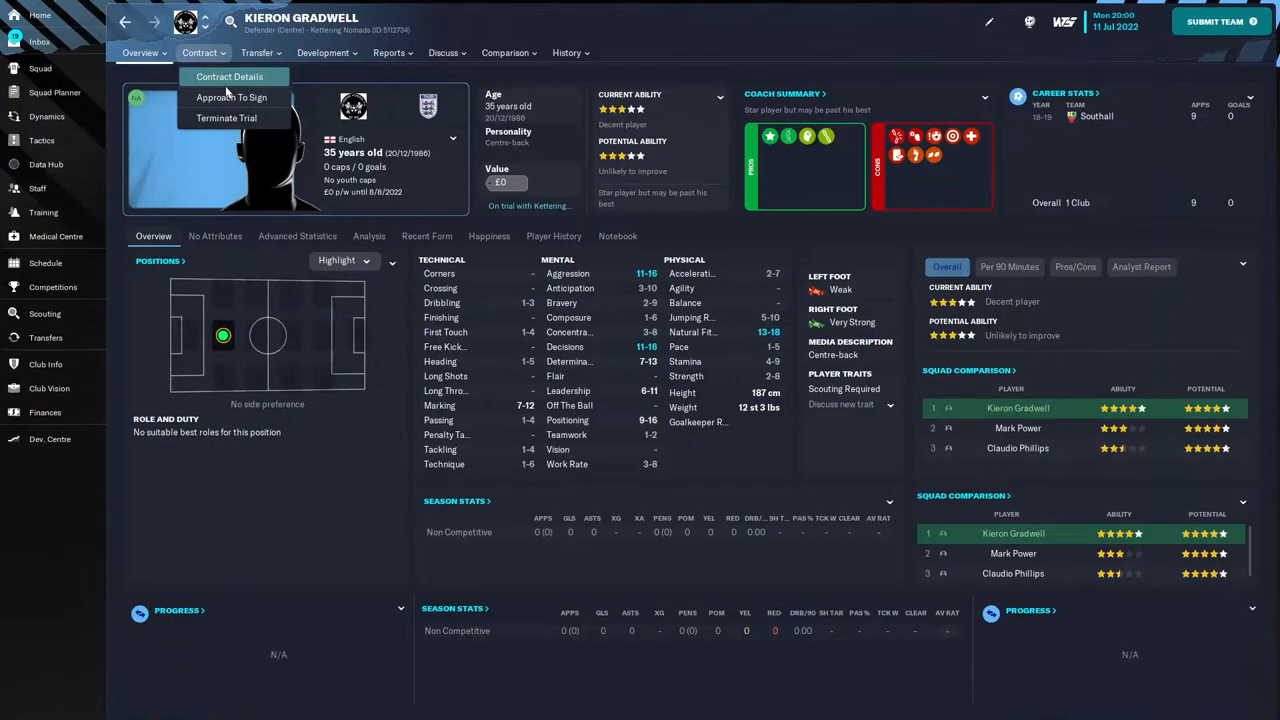 Home
19
Inbox
Squad
Squad Planner
Dynamics
Tactics
Data Hub
Staff
Training
Medical Centre
Schedule
Competitions
Scouting
Transfers
Club Info
Club Vision
Finances
Dev. Centre
KIERON GRADWELL
Defender (Centre) - Kettering Nomads (ID:5112734)
Mon 20:00
11 Jul 2022
SUBMIT TEAM
Overview
Contract
Transfer
Development
Reports
Discuss
Comparison
History
Contract Details
Approach To Sign
Terminate Trial
FrA
English
35 years old (20/12/1986)
0 caps / 0 goals
No youth caps
£0 p/w until 8/8/2022
Age
35 years old
20/12/1986
Personality
Centre-back
Value
£0
On trial with Kettering...
CURRENT ABILITY
Decent player
POTENTIAL ABILITY
Unlikely to improve
Star player but may be past his
best
COACH SUMMARY
Star player but may be past his best
PROS
CONS
CAREER STATS
YEAR TEAM APPS GOALS
18-19 Southall 9 0
Overall 1 Club 9 0
Overview
No Attributes
Advanced Statistics
Analysis
Recent Form
Happiness
Player History
Notebook
POSITIONS
Highlight
No side preference
ROLE AND DUTY
No suitable best roles for this position
TECHNICAL
Corners -
Crossing -
Dribbling 1-3
Finishing -
First Touch 1-4
Free Kick... -
Heading 1-5
Long Shots -
Long Thro... -
Marking 7-12
Passing 1-4
Penalty Ta... -
Tackling 1-4
Technique 1-6
MENTAL
Aggression 11-16
Anticipation 3-10
Bravery 2-9
Composure 1-6
Concentra... 3-8
Decisions 11-16
Determina... 7-13
Flair -
Leadership 6-11
Off The Ball -
Positioning 9-16
Teamwork 1-2
Vision -
Work Rate 3-8
PHYSICAL
Accelerati... 2-7
Agility -
Balance -
Jumping R... 5-10
Natural Fit... 13-18
Pace 1-5
Stamina 4-9
Strength 2-8
Height 187 cm
Weight 12 st 3 lbs
Goalkeeper R...
LEFT FOOT
Weak
RIGHT FOOT
Very Strong
MEDIA DESCRIPTION
Centre-back
PLAYER TRAITS
Scouting Required
Discuss new trait
Overall
Per 90 Minutes
Pros/Cons
Analyst Report
CURRENT ABILITY
Decent player
POTENTIAL ABILITY
Unlikely to improve
SQUAD COMPARISON
PLAYER ABILITY POTENTIAL
1 Kieron Gradwell
2 Mark Power
3 Claudio Phillips
SEASON STATS
APPS GLS ASTS XG XA PENS POM YEL RED DRB/... SH T... PAS % TCK W CLEAR AV RAT
Non Competitive 0 (0) 0 0 - - 0 (0) 0 0 0 0.00 - - - - -
SQUAD COMPARISON
PLAYER ABILITY POTENTIAL
1 Kieron Gradwell
2 Mark Power
3 Claudio Phillips
PROGRESS
N/A
SEASON STATS
APPS GLS ASTS XG PENS POM YEL RED DRB/90 SH TAR PAS % TCK W CLEAR AV RAT
Non Competitive 0 (0) 0 0 - 0 (0) 0 0 0 0.00 - - - - -
PROGRESS
N/A